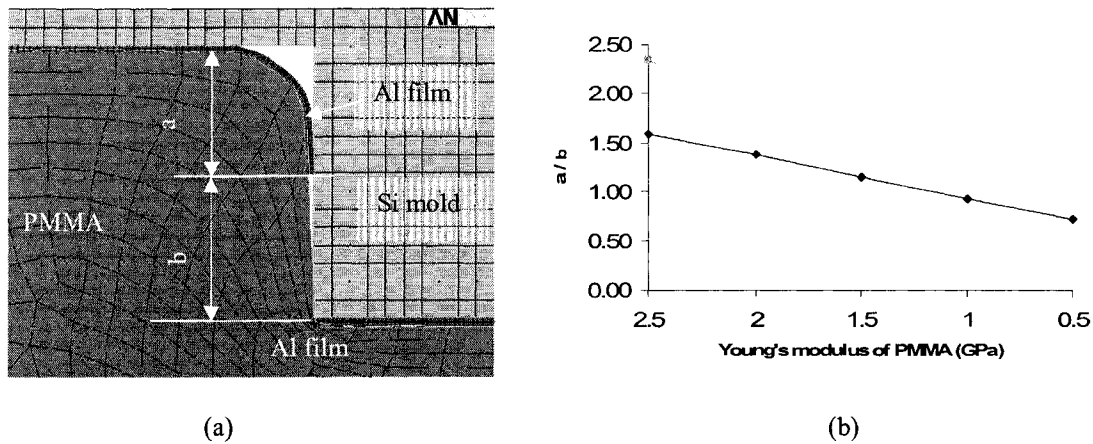 AN
a
Al film
Si mold
PMMA
b
Al film
(a)
2.50
2.00
1.50
1.00
0.50
0.00
a / b
2.5 2 1.5 1 0.5
Young's modulus of PMMA (GPa)
(b)